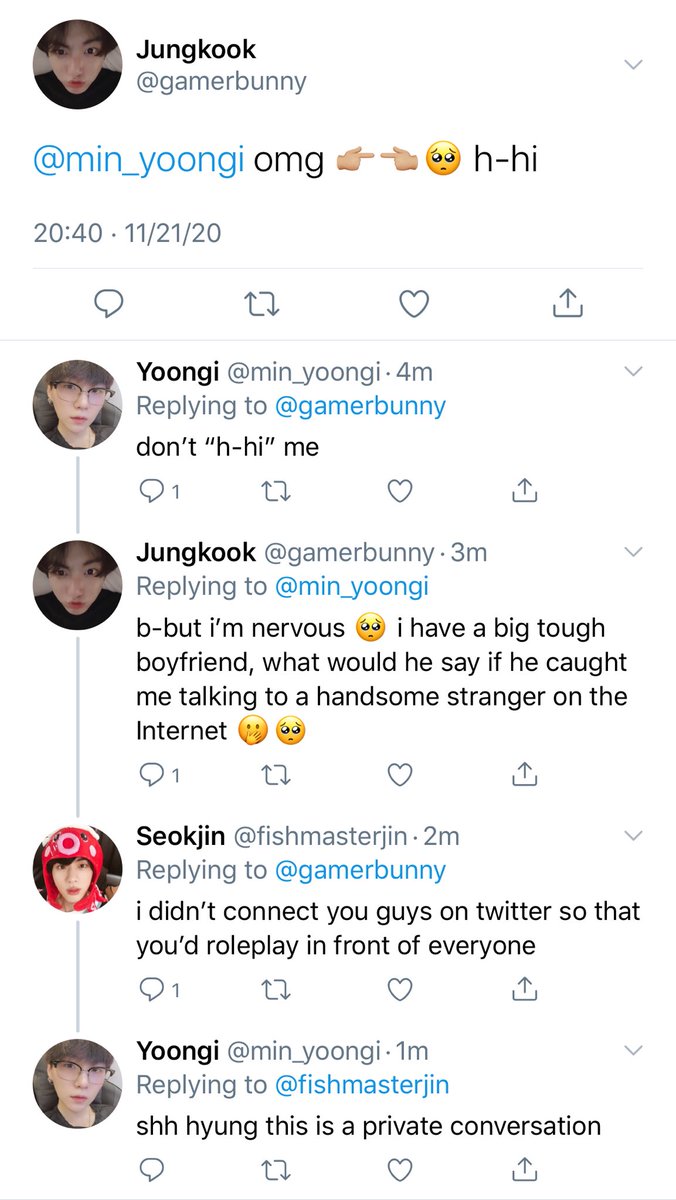 Jungkook
@gamerbunny
@min_yoongi omg 👉🏼👈🏼🥺 h-hi
20:40 · 11/21/20
Yoongi @min_yoongi · 4m
Replying to @gamerbunny
don’t “h-hi” me
1
Jungkook @gamerbunny · 3m
Replying to @min_yoongi
b-but i’m nervous 🥺 i have a big tough
boyfriend, what would he say if he caught
me talking to a handsome stranger on the
Internet 🤭 🥺
1
Seokjin @fishmasterjin · 2m
Replying to @gamerbunny
i didn’t connect you guys on twitter so that
you’d roleplay in front of everyone
1
Yoongi @min_yoongi · 1m
Replying to @fishmasterjin
shh hyung this is a private conversation